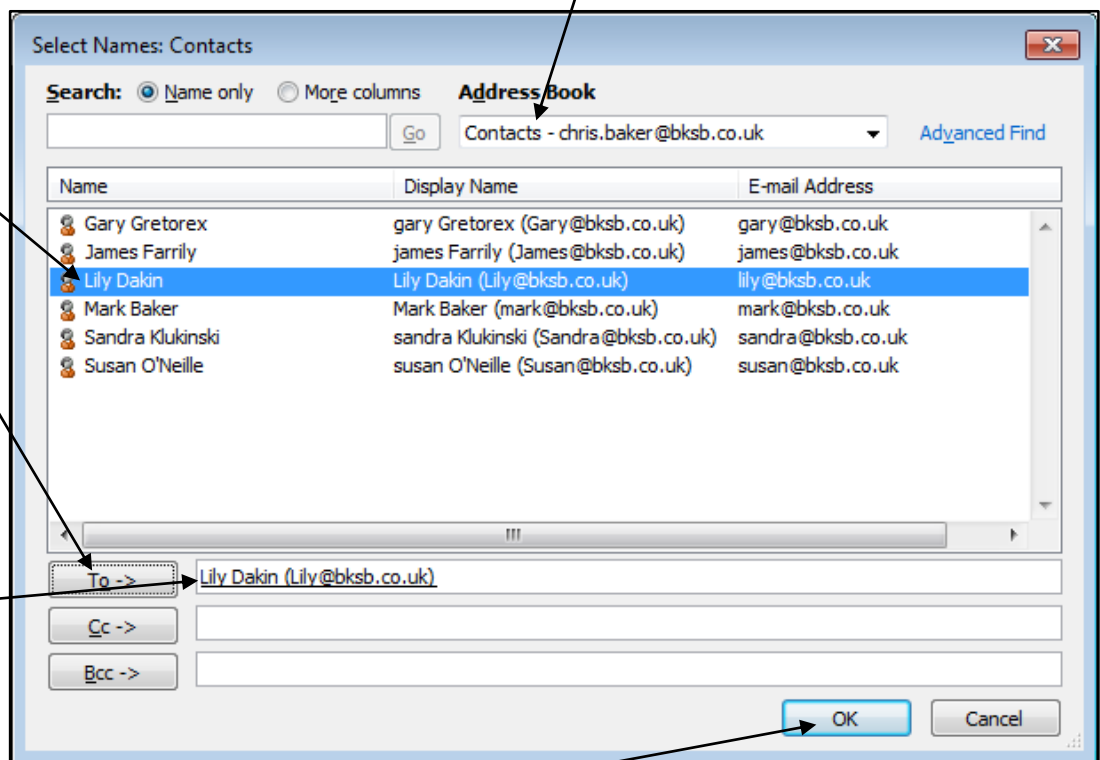 Select Names: Contacts
Search: Name only More columns Address Book
Go Contacts - chris.baker@bksb.co.uk Advanced Find
Name Display Name E-mail Address
Gary Gretorex gary Gretorex (Gary@bksb.co.uk) gary@bksb.co.uk
James Farrily james Farrily (James@bksb.co.uk) james@bksb.co.uk
Lily Dakin Lily Dakin (Lily@bksb.co.uk) lily@bksb.co.uk
Mark Baker Mark Baker (mark@bksb.co.uk) mark@bksb.co.uk
Sandra Klukinski sandra Klukinski (Sandra@bksb.co.uk) sandra@bksb.co.uk
Susan O'Neille susan O'Neille (Susan@bksb.co.uk) susan@bksb.co.uk
To -> Lily Dakin (Lily@bksb.co.uk)
Cc ->
Bcc ->
OK Cancel